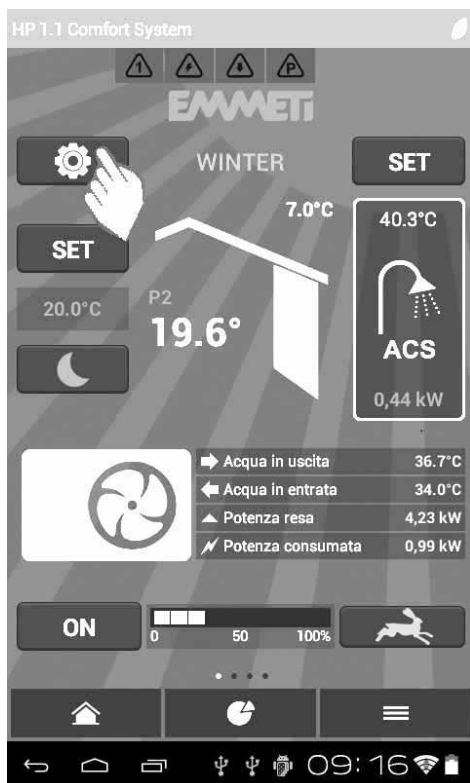 HP 1.1 Comfort System
1 P
EMMETi
WINTER SET
7.0°C 40.3°C
SET
20.0°C P2
19.6°
ACS
0,44 kW
Acqua in uscita 36.7°C
Acqua in entrata 34.0°C
Potenza resa 4,23 kW
Potenza consumata 0,99 kW
ON 0 50 100%
09:16